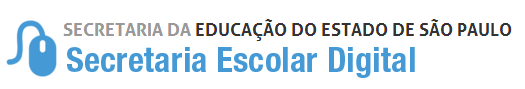 SECRETARIA DA EDUCAÇÃO DO ESTADO DE SÃO PAULO
Secretaria Escolar Digital